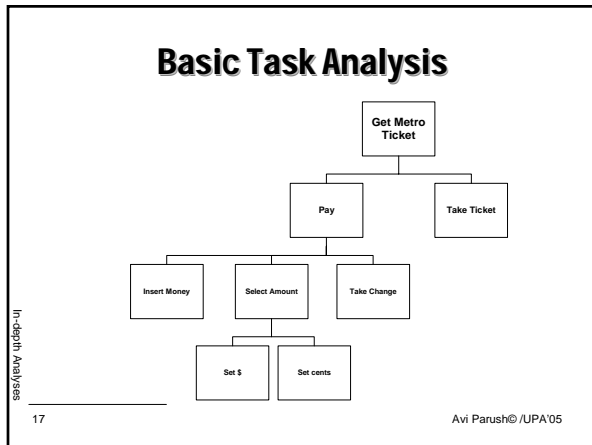 Basic Task Analysis
Get Metro
Ticket
Pay
Take Ticket
Insert Money
Select Amount
Take Change
Set $
Set cents
In-depth Analyses
17
Avi Parush© /UPA'05